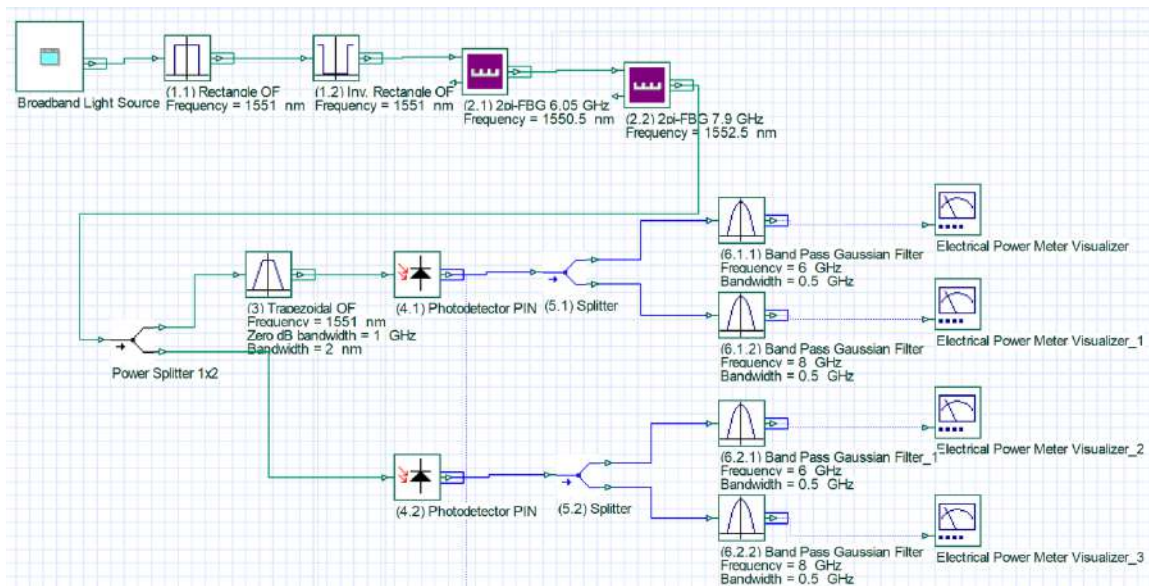 Broadband Light Source
(1.1) Rectangle OF
Frequency = 1551 nm
(1.2) Inv. Rectangle OF
Frequency = 1551 nm
(2.1) 2pi-FBG 6.05 GHz
Frequency = 1550.5 nm
(2.2) 2pi-FBG 7.9 GHz
Frequency = 1552.5 nm
(6.1.1) Band Pass Gaussian Filter
Frequency = 6 GHz
Bandwidth = 0.5 GHz
Electrical Power Meter Visualizer
(3) Trapezoidal OF
Frequency = 1551 nm
Zero dB bandwidth = 1 GHz
Bandwidth = 2 nm
(4.1) Photodetector PIN
(5.1) Splitter
(6.1.2) Band Pass Gaussian Filter
Frequency = 8 GHz
Bandwidth = 0.5 GHz
Electrical Power Meter Visualizer_1
Power Splitter 1x2
(6.2.1) Band Pass Gaussian Filter_1
Frequency = 6 GHz
Bandwidth = 0.5 GHz
Electrical Power Meter Visualizer_2
(4.2) Photodetector PIN
(5.2) Splitter
(6.2.2) Band Pass Gaussian Filter
Frequency = 8 GHz
Bandwidth = 0.5 GHz
Electrical Power Meter Visualizer_3